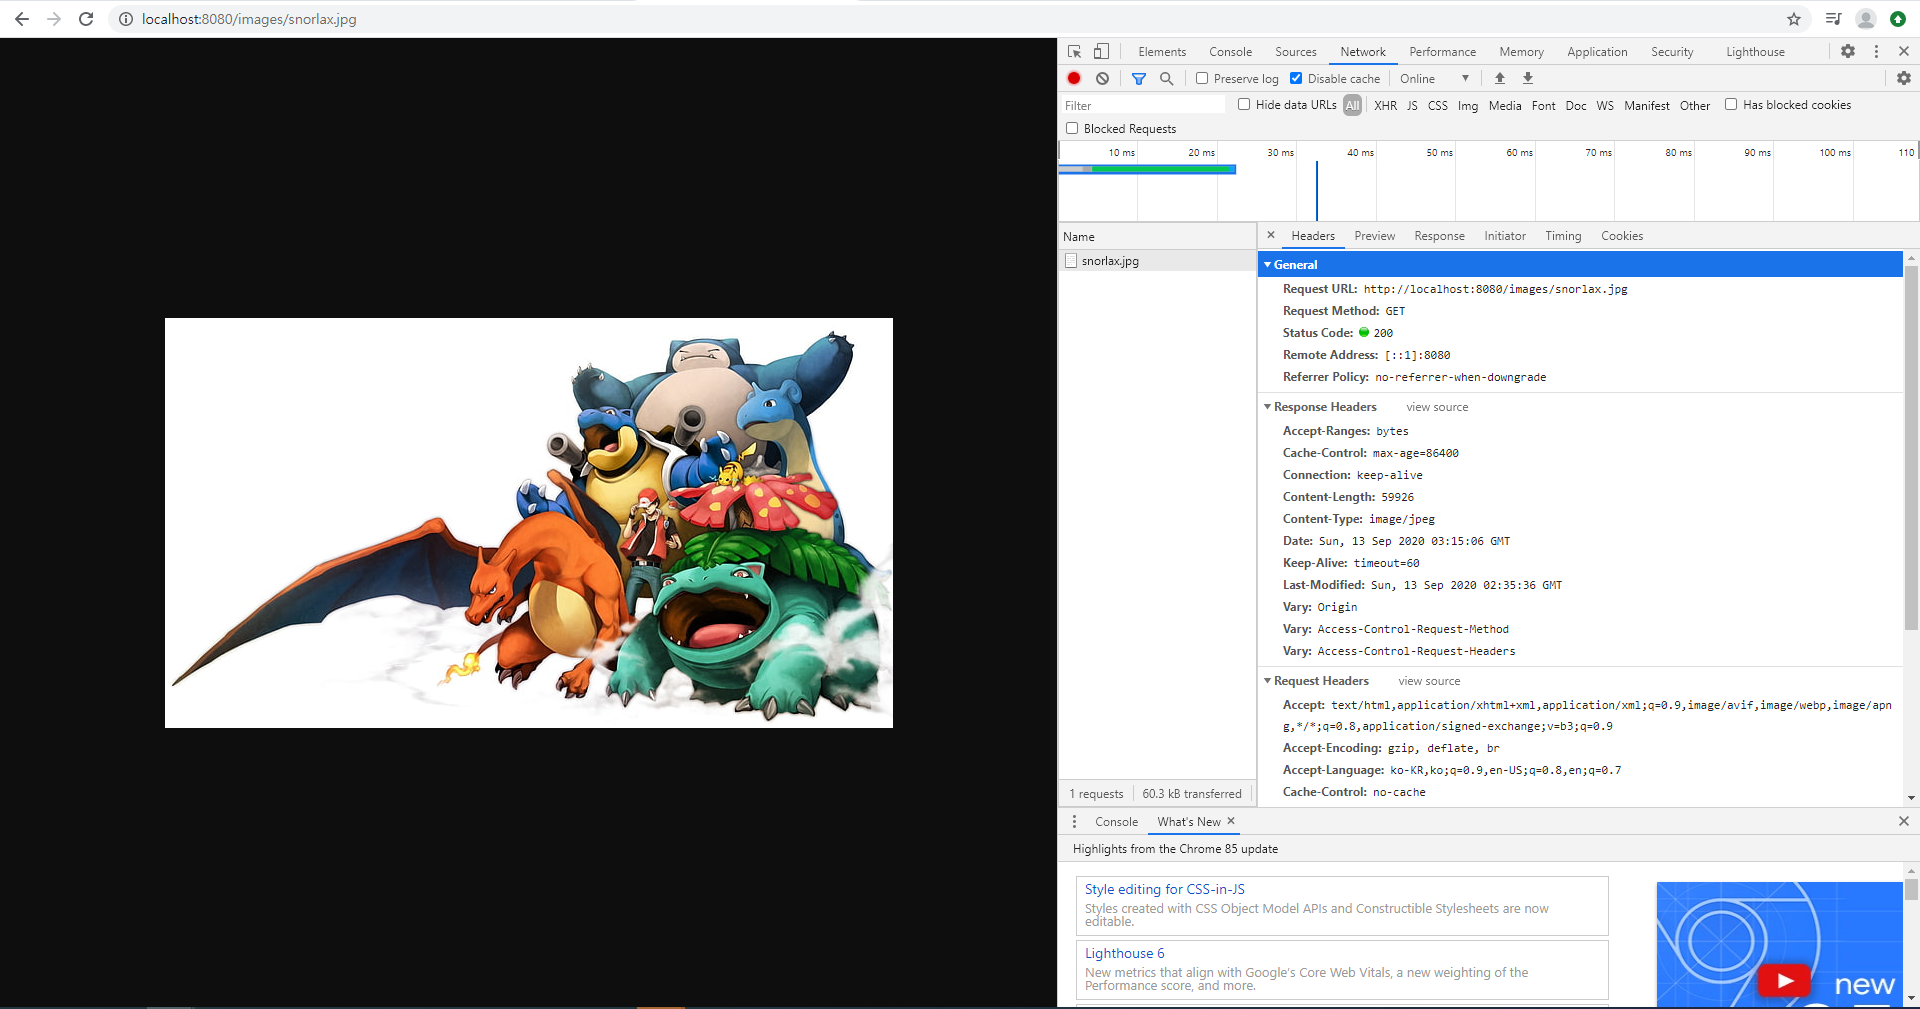 localhost:8080/images/snorlax.jpg
Elements Console Sources Network Performance Memory Application Security Lighthouse
Preserve log Disable cache Online
Filter Hide data URLs All XHR JS CSS Img Media Font Doc WS Manifest Other Has blocked cookies
Blocked Requests
10 ms 20 ms 30 ms 40 ms 50 ms 60 ms 70 ms 80 ms 90 ms 100 ms 110
Name
snorlax.jpg
1 requests 60.3 kB transferred
Headers Preview Response Initiator Timing Cookies
General
Request URL: http://localhost:8080/images/snorlax.jpg
Request Method: GET
Status Code: 200
Remote Address: [::1]:8080
Referrer Policy: no-referrer-when-downgrade
Response Headers view source
Accept-Ranges: bytes
Cache-Control: max-age=86400
Connection: keep-alive
Content-Length: 59926
Content-Type: image/jpeg
Date: Sun, 13 Sep 2020 03:15:06 GMT
Keep-Alive: timeout=60
Last-Modified: Sun, 13 Sep 2020 02:35:36 GMT
Vary: Origin
Vary: Access-Control-Request-Method
Vary: Access-Control-Request-Headers
Request Headers view source
Accept: text/html,application/xhtml+xml,application/xml;q=0.9,image/avif,image/webp,image/apn
g,*/*;q=0.8,application/signed-exchange;v=b3;q=0.9
Accept-Encoding: gzip, deflate, br
Accept-Language: ko-KR,ko;q=0.9,en-US;q=0.8,en;q=0.7
Cache-Control: no-cache
Console What's New
Highlights from the Chrome 85 update
Style editing for CSS-in-JS
Styles created with CSS Object Model APIs and Constructible Stylesheets are now
editable.
Lighthouse 6
New metrics that align with Google's Core Web Vitals, a new weighting of the
Performance score, and more.
new